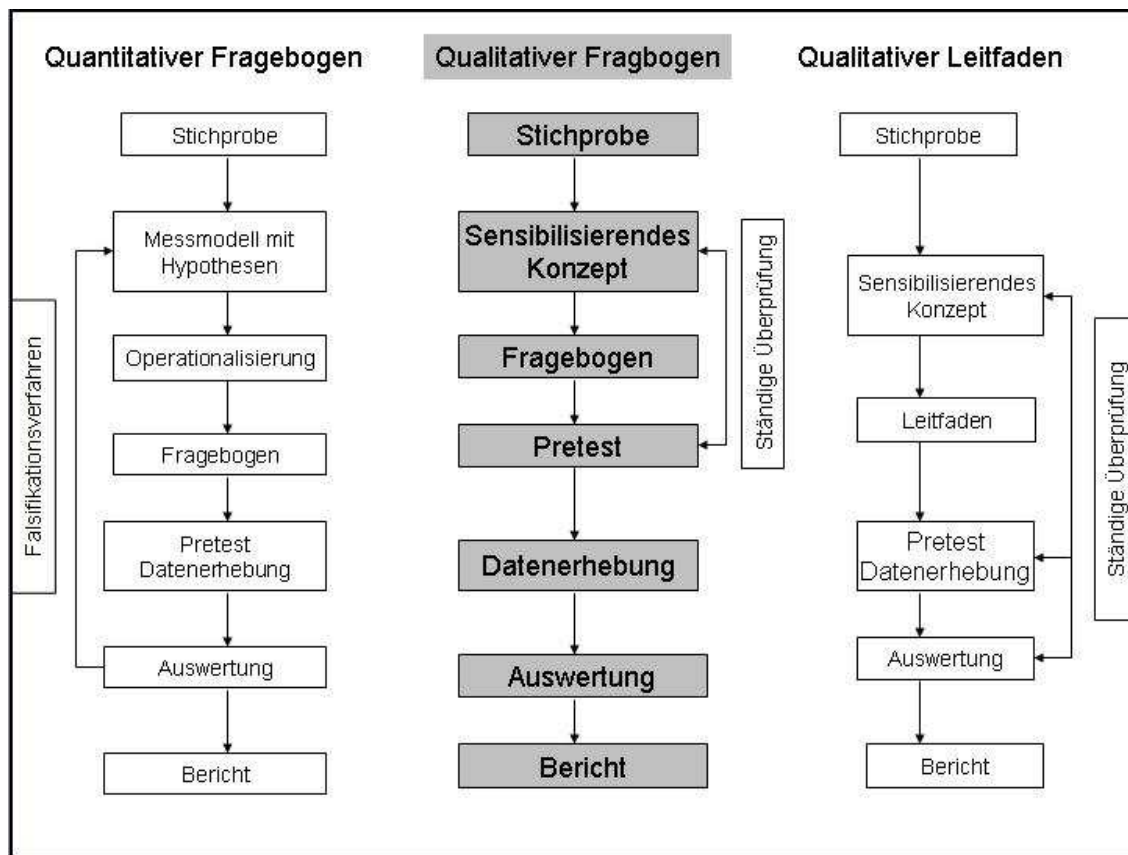 Quantitativer Fragebogen
Stichprobe
Messmodell mit
Hypothesen
Operationalisierung
Fragebogen
Pretest
Datenerhebung
Auswertung
Bericht
Falsifikationsverfahren
Qualitativer Fragbogen
Stichprobe
Sensibilisierendes
Konzept
Fragebogen
Pretest
Datenerhebung
Auswertung
Bericht
Ständige Überprüfung
Qualitativer Leitfaden
Stichprobe
Sensibilisierendes
Konzept
Leitfaden
Pretest
Datenerhebung
Auswertung
Bericht
Ständige Überprüfung